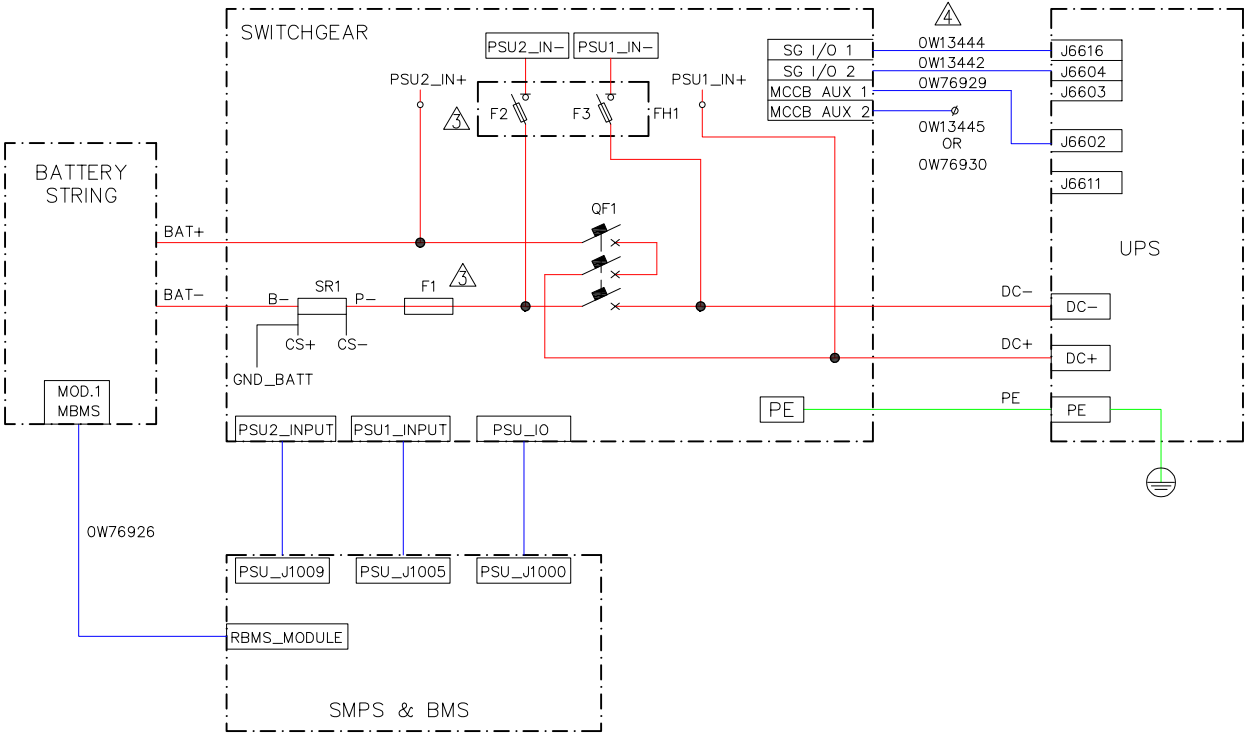 4
SWITCHGEAR
0W13444
SG I/O 1
J6616
PSU2_IN-
PSU1_IN-
0W13442
SG I/O 2
J6604
PSU2_IN+
PSU1_IN+
0W76929
MCCB AUX 1
J6603
3
F2
F3
FH1
MCCB AUX 2
0W13445
OR
0W76930
J6602
BATTERY
STRING
J6611
QF1
BAT+
UPS
3
SR1
F1
BAT-
B-
P-
DC-
DC-
CS+
CS-
DC+
DC+
GND_BATT
MOD.1
MBMS
PE
PE
PE
PSU2_INPUT
PSU1_INPUT
PSU_IO
0W76926
PSU_J1009
PSU_J1005
PSU_J1000
RBMS_MODULE
SMPS & BMS